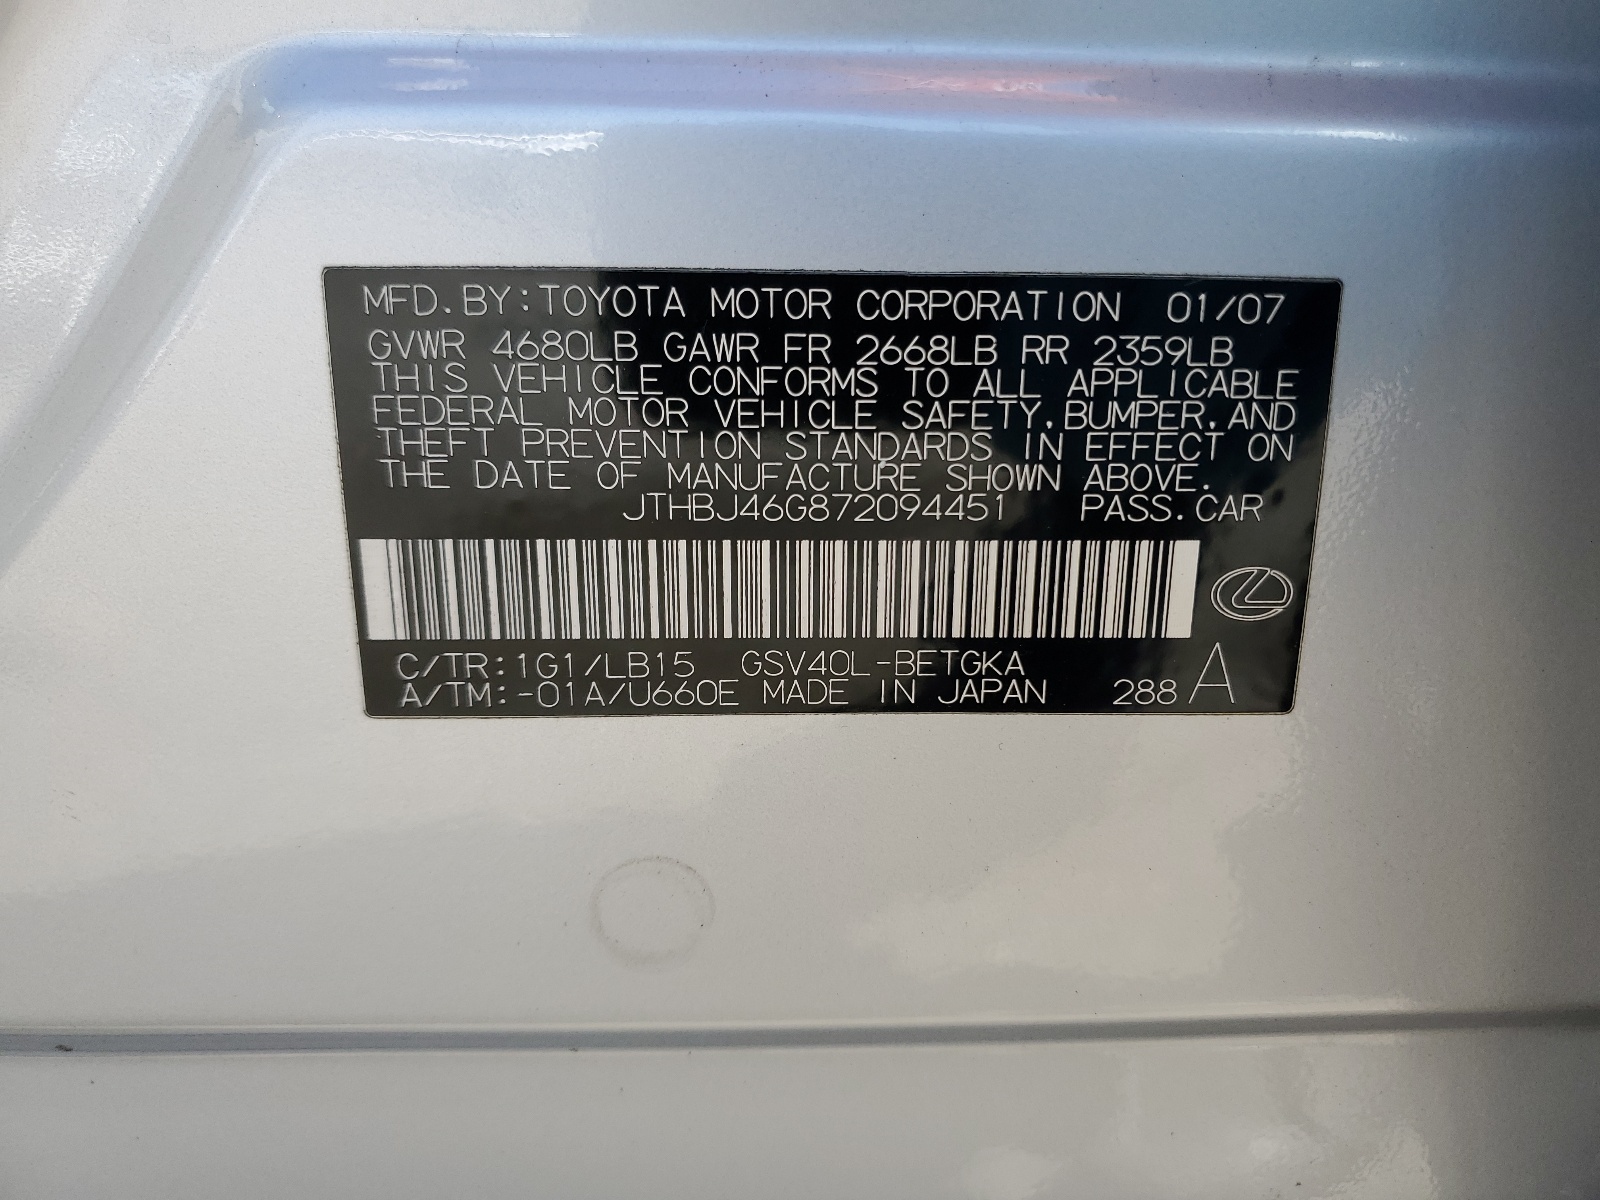 MFD. BY: TOYOTA MOTOR CORPORATION 01/07
GVWR 4680LB GAWR FR 2668LB RR 2359LB
THIS VEHICLE CONFORMS TO ALL APPLICABLE
FEDERAL MOTOR VEHICLE SAFETY, BUMPER, AND
THEFT PREVENTION STANDARDS IN EFFECT ON
THE DATE OF MANUFACTURE SHOWN ABOVE.
JTHBJ46G872094451 PASS. CAR
C/TR: 1G1/LB15 GSV40L-BETGKA
A/TM: -01A/U660E MADE IN JAPAN 288 A